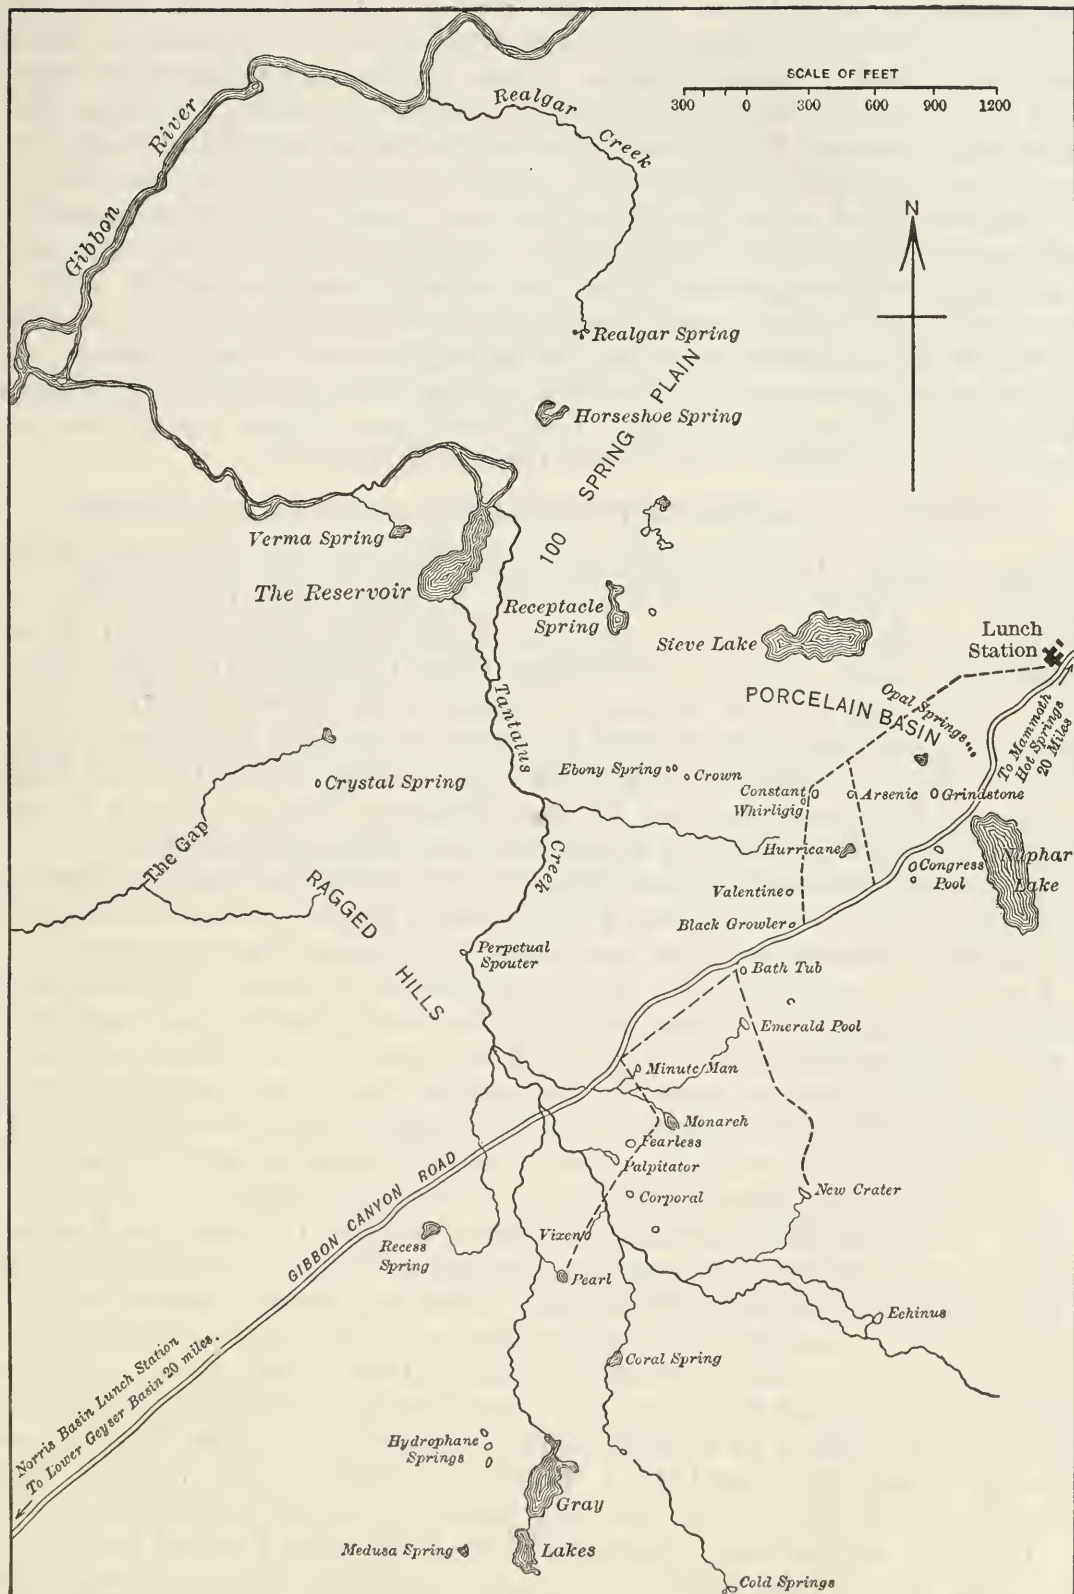 SCALE OF FEET
300 0 300 600 900 1200
Realgar
Creek
River
Gibbon
N
Realgar Spring
100 SPRING PLAIN
Horseshoe Spring
Verma Spring
The Reservoir
Receptacle
Spring
Sieve Lake
Lunch
Station
Tantalus
Creek
PORCELAIN BASIN
Opal Springs
To Mammoth
Hot Springs
20 Miles
Crystal Spring
Ebony Spring
Crown
Constant
Whirligig
Arsenic
Grindstone
The Gap
Hurricane
Congress
Pool
Nuphar
Lake
RAGGED
HILLS
Valentine
Black Growler
Perpetual
Spouter
Bath Tub
Emerald Pool
Minute Man
Monarch
Fearless
Palpitator
Corporal
New Crater
GIBBON CANYON ROAD
Vixen
Recess
Spring
Pearl
Echinus
Coral Spring
Norris Basin Lunch Station
To Lower Geyser Basin 20 miles.
Hydrophane
Springs
Gray
Lakes
Medusa Spring
Cold Springs